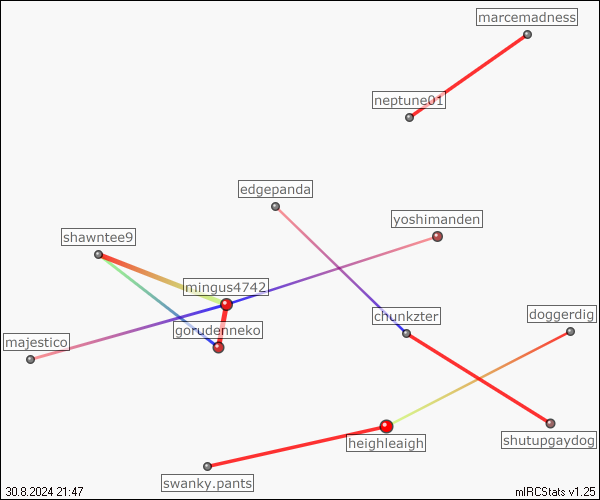 marcemadness
neptune01
edgepanda
yoshimanden
shawntee9
mingus4742
doggerdig
chunkzter
gorudenneko
majestico
heighleaigh
shutupgaydog
swanky.pants
30.8.2024 21:47
mIRCStats v1.25